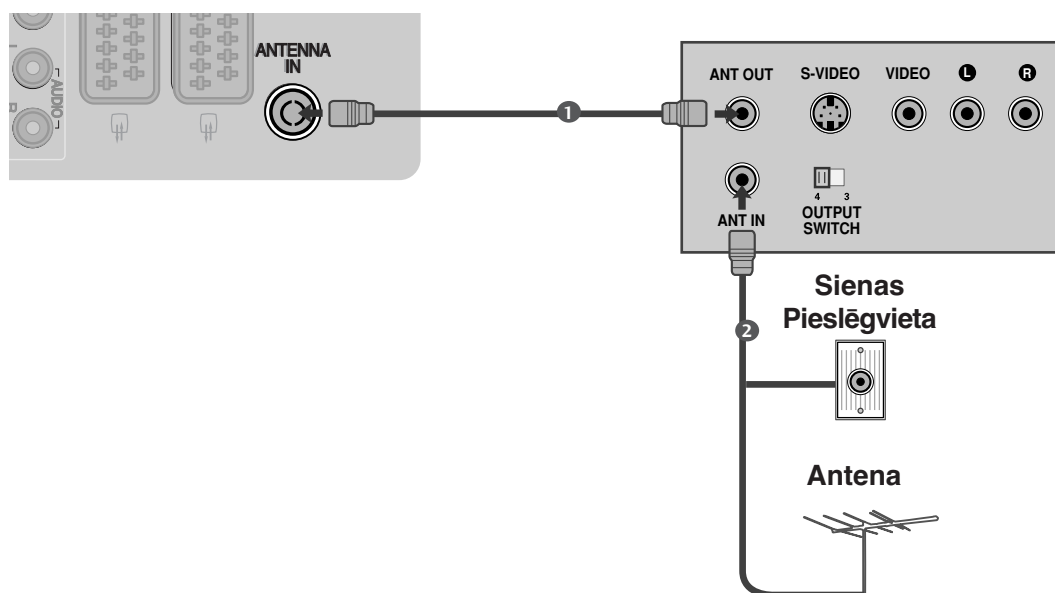 AUDIO
R
ANTENNA
IN
1
ANT OUT
S-VIDEO
VIDEO
L
R
ANT IN
4 3
OUTPUT
SWITCH
2
Sienas
Pieslēgvieta
Antena